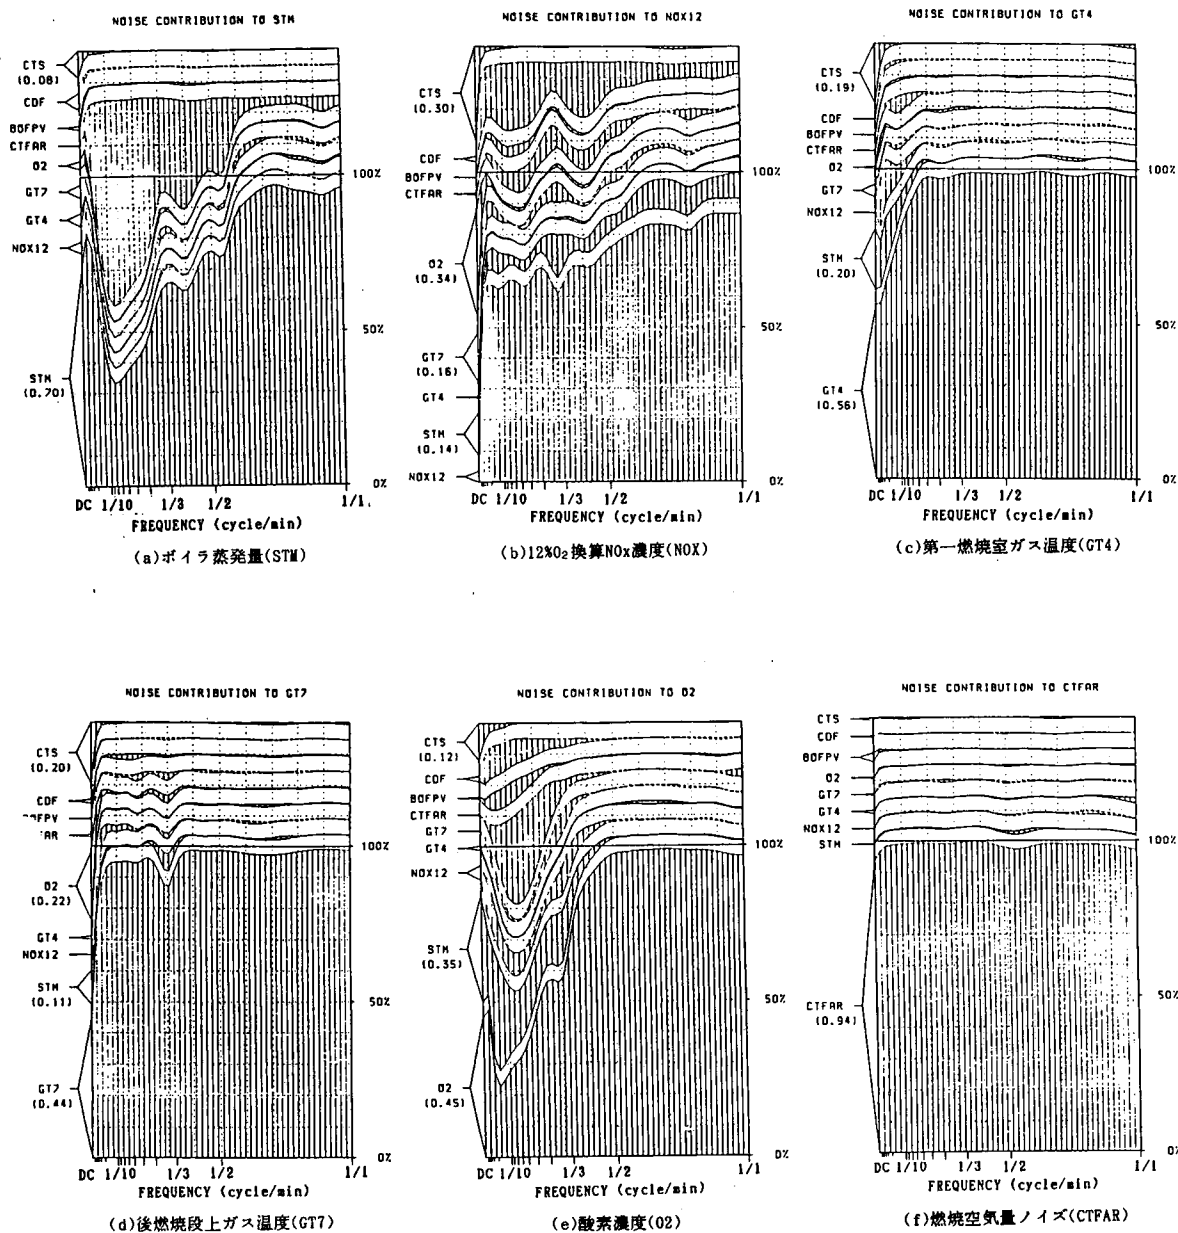 NOISE CONTRIBUTION TO STM
CTS
(0.08)
CDF
BOFPV
CTFAR
O2
GT7
GT4
NOX12
STM
(0.70)
100%
50%
0%
DC 1/10 1/3 1/2 1/1
FREQUENCY (cycle/min)
(a)ボイラ蒸発量(STM)
NOISE CONTRIBUTION TO NOX12
CTS
(0.30)
CDF
BOFPV
CTFAR
O2
(0.34)
GT7
(0.16)
GT4
STM
(0.14)
NOX12
100%
50%
0%
DC 1/10 1/3 1/2 1/1
FREQUENCY (cycle/min)
(b)12%O₂換算NOx濃度(NOX)
NOISE CONTRIBUTION TO GT4
CTS
(0.19)
CDF
BOFPV
CTFAR
O2
GT7
NOX12
STM
(0.20)
GT4
(0.56)
100%
50%
0%
DC 1/10 1/3 1/2 1/1
FREQUENCY (cycle/min)
(c)第一燃焼室ガス温度(GT4)
NOISE CONTRIBUTION TO GT7
CTS
(0.20)
CDF
FPV
AR
O2
(0.22)
GT4
NOX12
STM
(0.11)
GT7
(0.44)
100%
50%
0%
DC 1/10 1/3 1/2 1/1
FREQUENCY (cycle/min)
(d)後燃焼段上ガス温度(GT7)
NOISE CONTRIBUTION TO O2
CTS
(0.12)
CDF
BOFPV
CTFAR
GT7
GT4
NOX12
STM
(0.35)
O2
(0.45)
100%
50%
0%
DC 1/10 1/3 1/2 1/1
FREQUENCY (cycle/min)
(e)酸素濃度(O2)
NOISE CONTRIBUTION TO CTFAR
CTS
CDF
BOFPV
O2
GT7
GT4
NOX12
STM
CTFAR
(0.94)
100%
50%
0%
DC 1/10 1/3 1/2 1/1
FREQUENCY (cycle/min)
(f)燃焼空気量ノイズ(CTFAR)